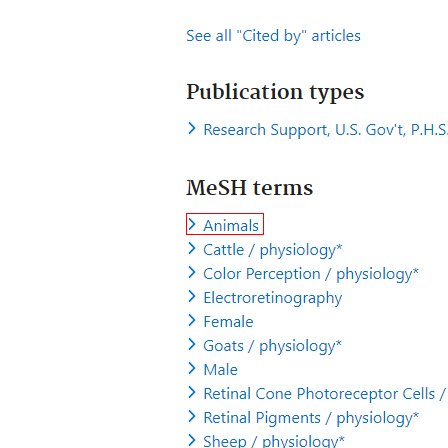 See all "Cited by" articles
Publication types
Research Support, U.S. Gov't, P.H.S.
MeSH terms
Animals
Cattle / physiology*
Color Perception / physiology*
Electroretinography
Female
Goats / physiology*
Male
Retinal Cone Photoreceptor Cells /
Retinal Pigments / physiology*
Sheep / physiology*